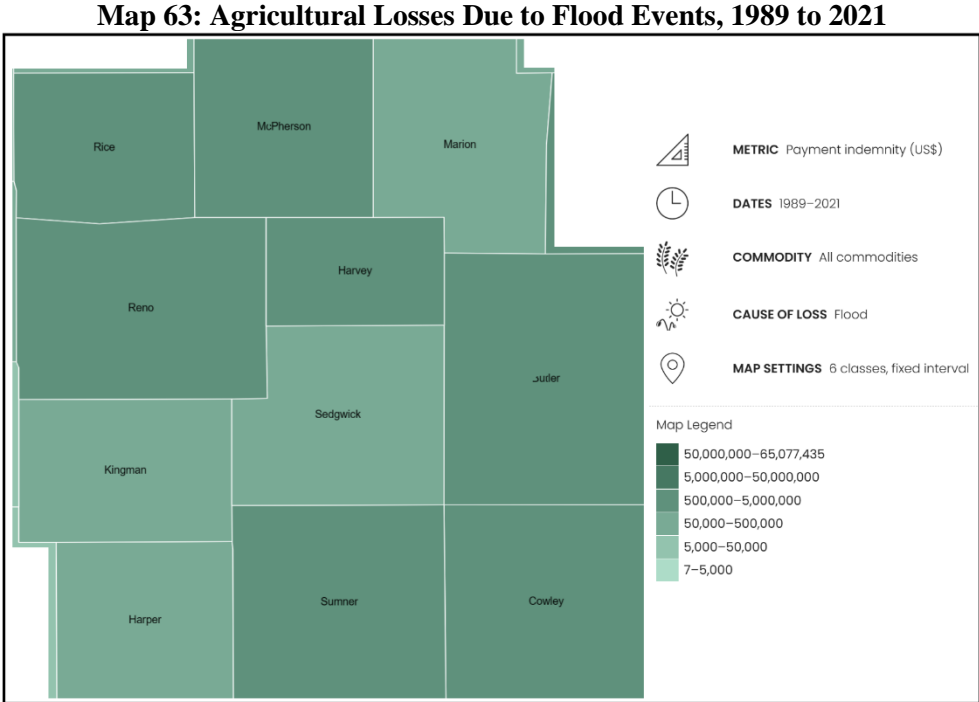 Map 63: Agricultural Losses Due to Flood Events, 1989 to 2021
McPherson
Rice
Marion
Harvey
Reno
Sedgwick
Kingman
Harper
Sumner
Cowley
METRIC Payment indemnity (US$)
DATES 1989–2021
COMMODITY All commodities
CAUSE OF LOSS Flood
MAP SETTINGS 6 classes, fixed interval
Map Legend
50,000,000–65,077,435
5,000,000–50,000,000
500,000–5,000,000
50,000–500,000
5,000–50,000
7–5,000